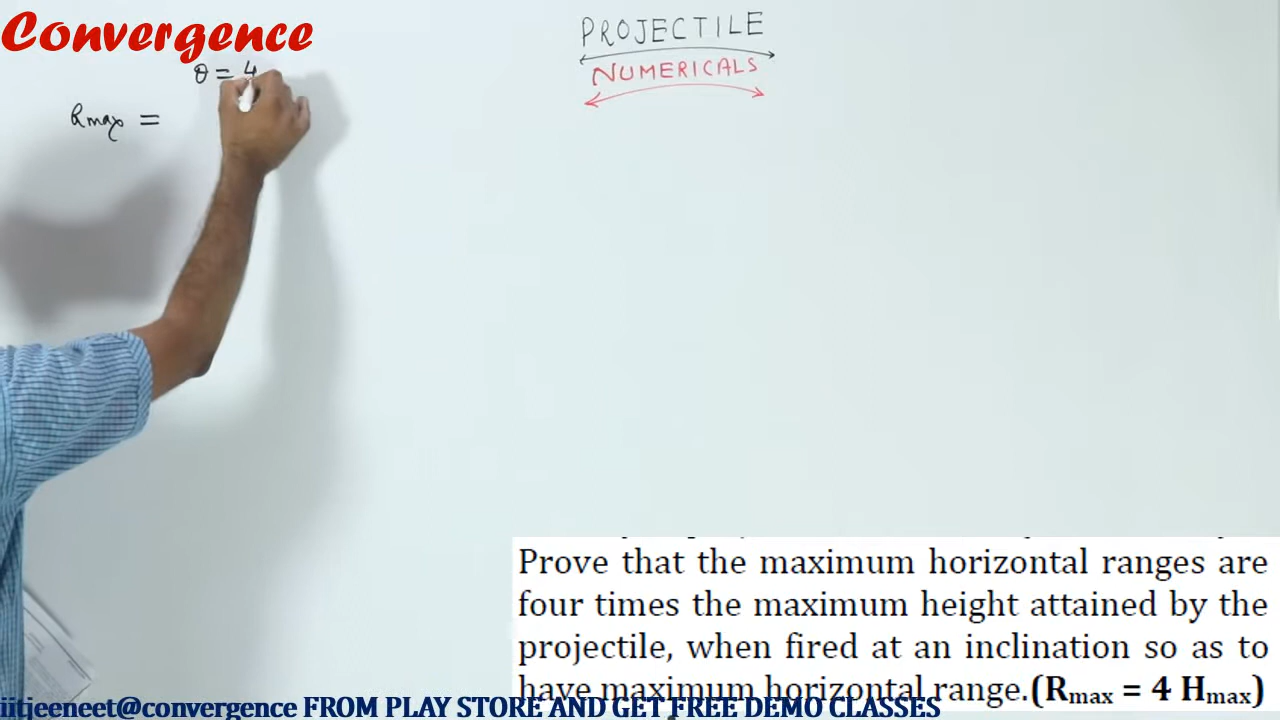 Convergence
PROJECTILE
NUMERICALS
θ = 4
Rmax =
Prove that the maximum horizontal ranges are
four times the maximum height attained by the
projectile, when fired at an inclination so as to
have maximum horizontal range.(Rmax = 4 Hmax)
iitjeeneet@convergence FROM PLAY STORE AND GET FREE DEMO CLASSES